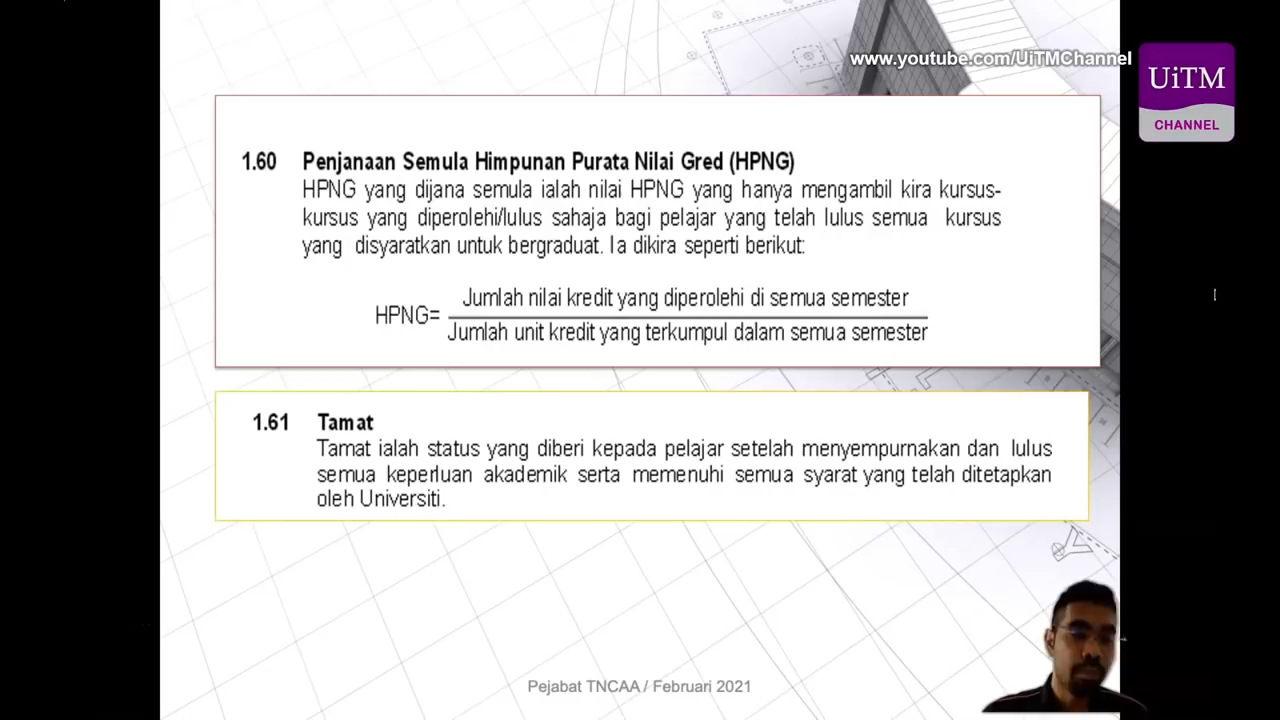 www.youtube.com/UiTMChannel
UiTM
CHANNEL
1.60 Penjanaan Semula Himpunan Purata Nilai Gred (HPNG)
HPNG yang dijana semula ialah nilai HPNG yang hanya mengambil kira kursus-
kursus yang diperolehi/lulus sahaja bagi pelajar yang telah lulus semua kursus
yang disyaratkan untuk bergraduat. Ia dikira seperti berikut:
Jumlah nilai kredit yang diperolehi di semua semester
HPNG=
Jumlah unit kredit yang terkumpul dalam semua semester
1.61 Tamat
Tamat ialah status yang diberi kepada pelajar setelah menyempurnakan dan lulus
semua keperluan akademik serta memenuhi semua syarat yang telah ditetapkan
oleh Universiti.
Pejabat TNCAA / Februari 2021